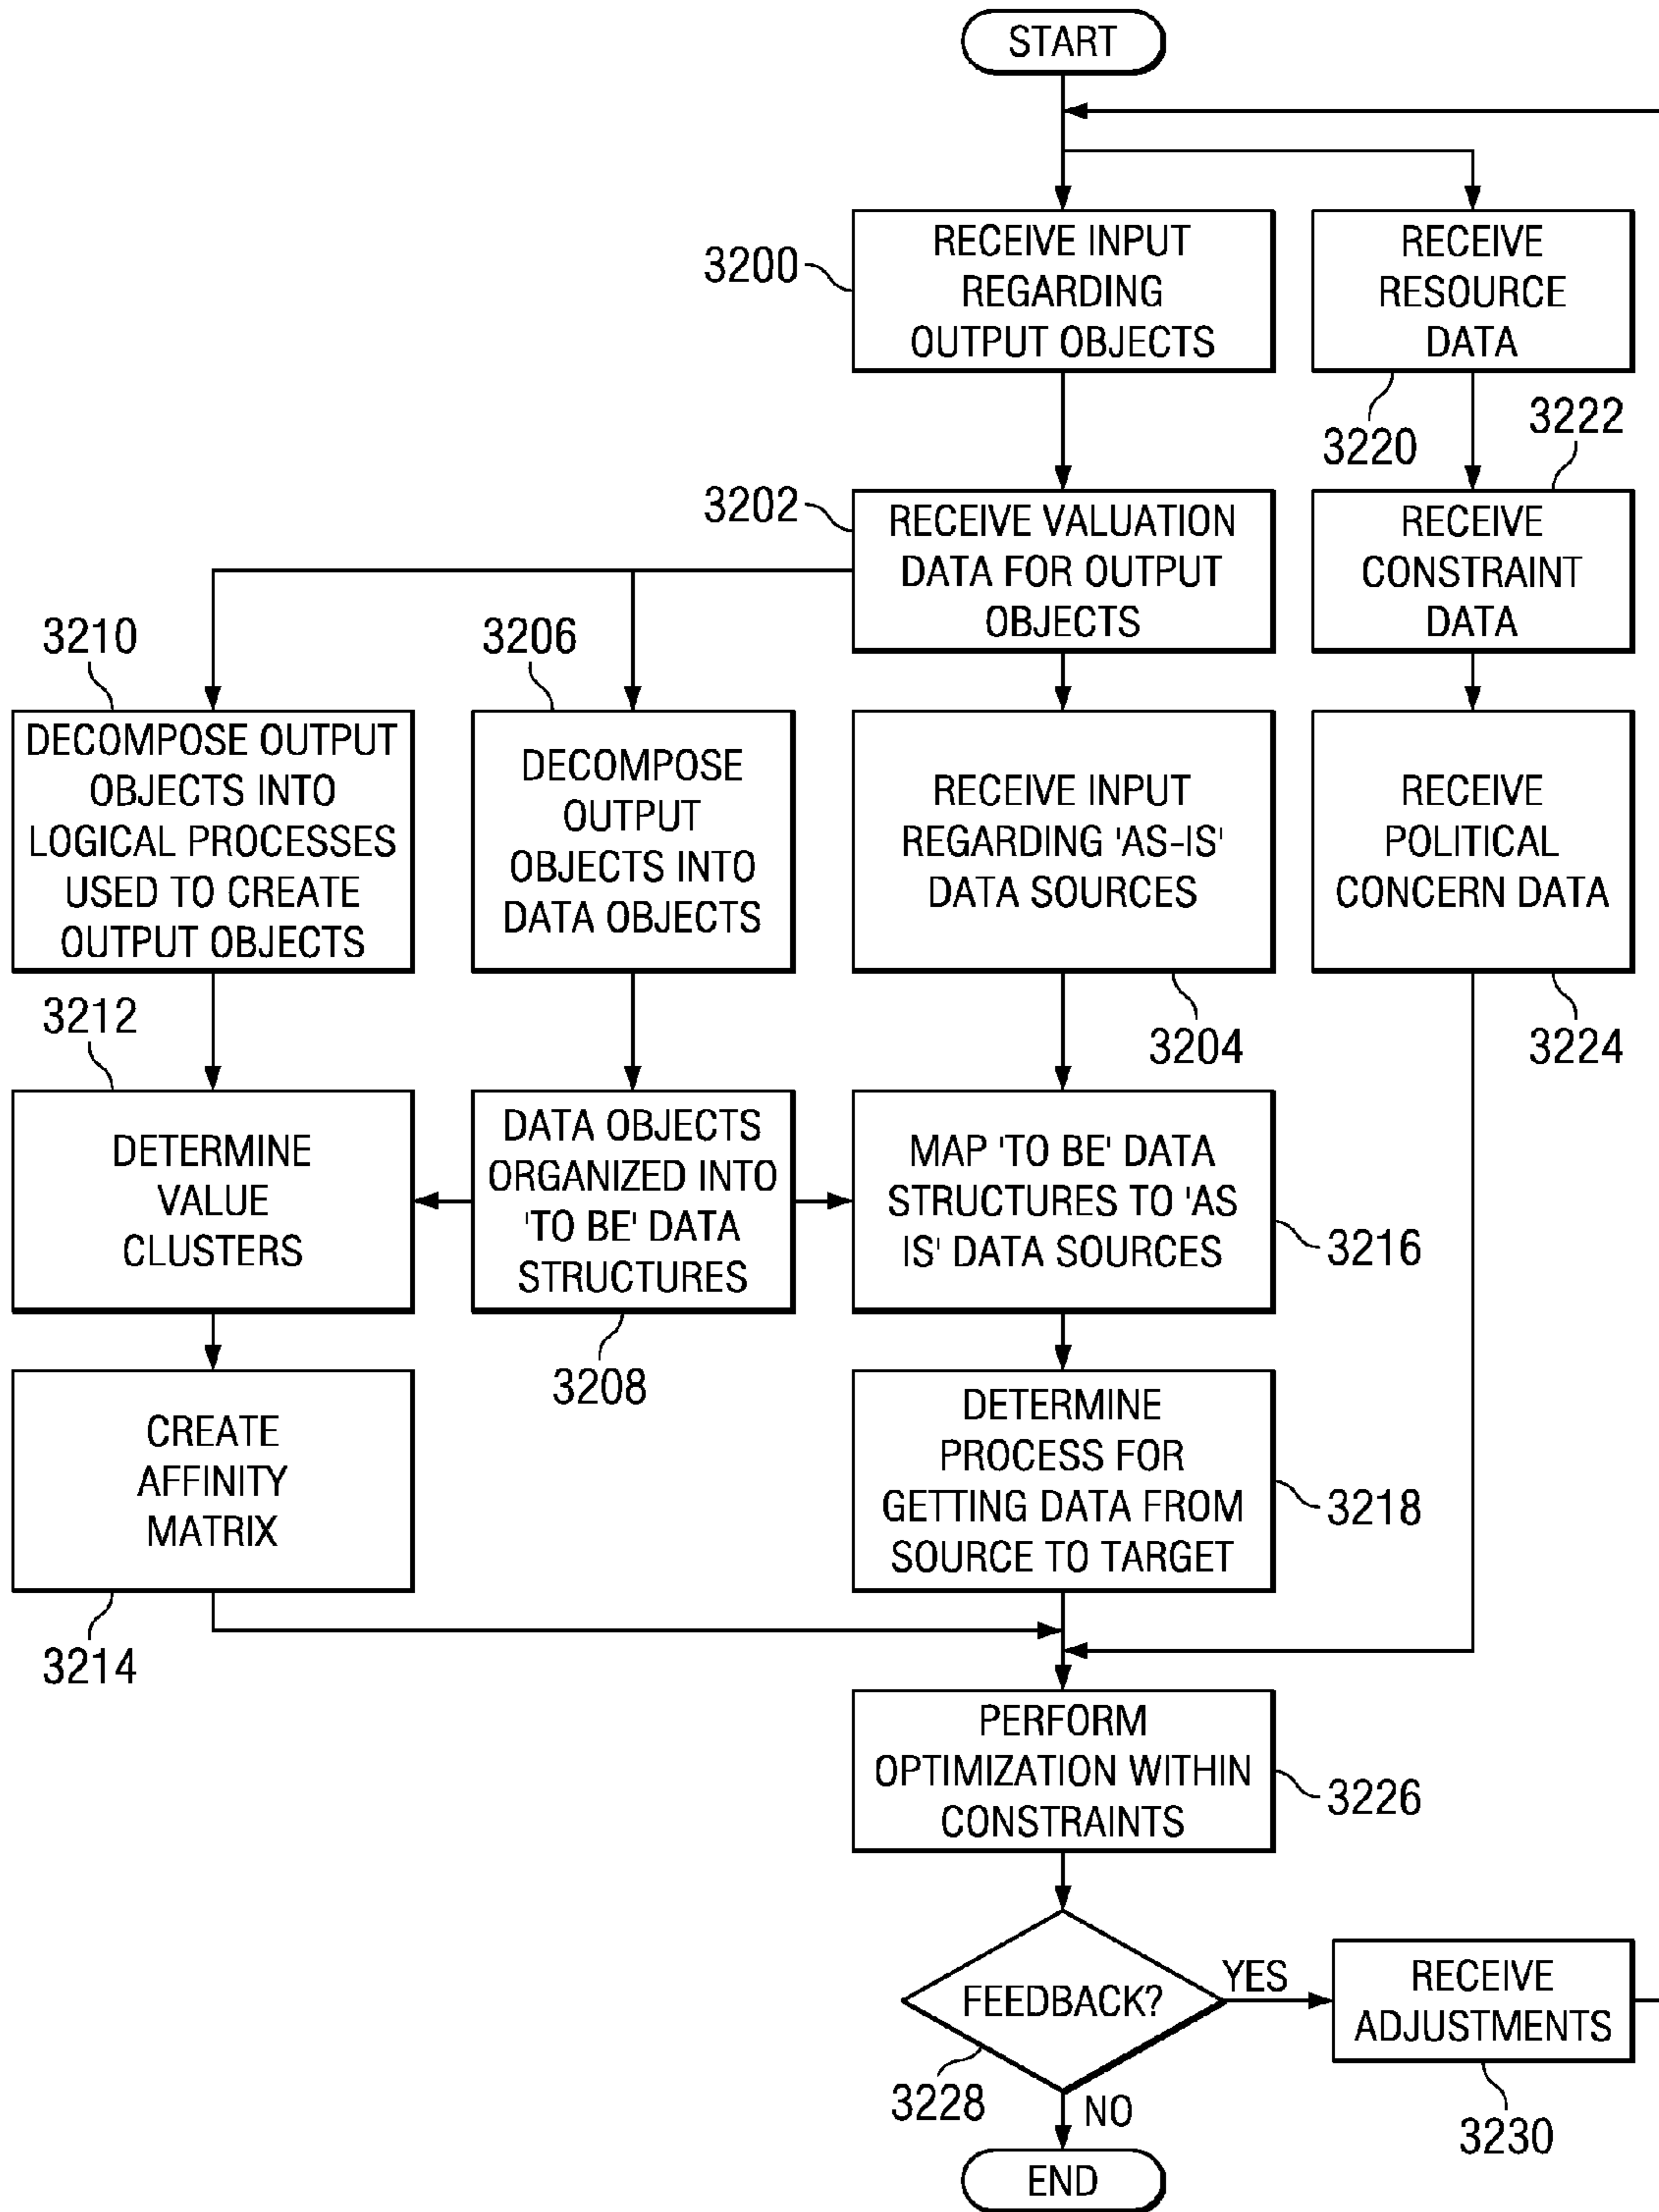 START
3200
RECEIVE INPUT
REGARDING
OUTPUT OBJECTS
RECEIVE
RESOURCE
DATA
3220
3222
3202
RECEIVE VALUATION
DATA FOR OUTPUT
OBJECTS
RECEIVE
CONSTRAINT
DATA
3210
3206
DECOMPOSE OUTPUT
OBJECTS INTO
LOGICAL PROCESSES
USED TO CREATE
OUTPUT OBJECTS
DECOMPOSE
OUTPUT
OBJECTS INTO
DATA OBJECTS
RECEIVE INPUT
REGARDING 'AS-IS'
DATA SOURCES
RECEIVE
POLITICAL
CONCERN DATA
3204
3224
3212
DETERMINE
VALUE
CLUSTERS
DATA OBJECTS
ORGANIZED INTO
'TO BE' DATA
STRUCTURES
MAP 'TO BE' DATA
STRUCTURES TO 'AS
IS' DATA SOURCES
3216
3208
CREATE
AFFINITY
MATRIX
DETERMINE
PROCESS FOR
GETTING DATA FROM
SOURCE TO TARGET
3218
3214
PERFORM
OPTIMIZATION WITHIN
CONSTRAINTS
3226
FEEDBACK?
YES
RECEIVE
ADJUSTMENTS
3228
NO
3230
END